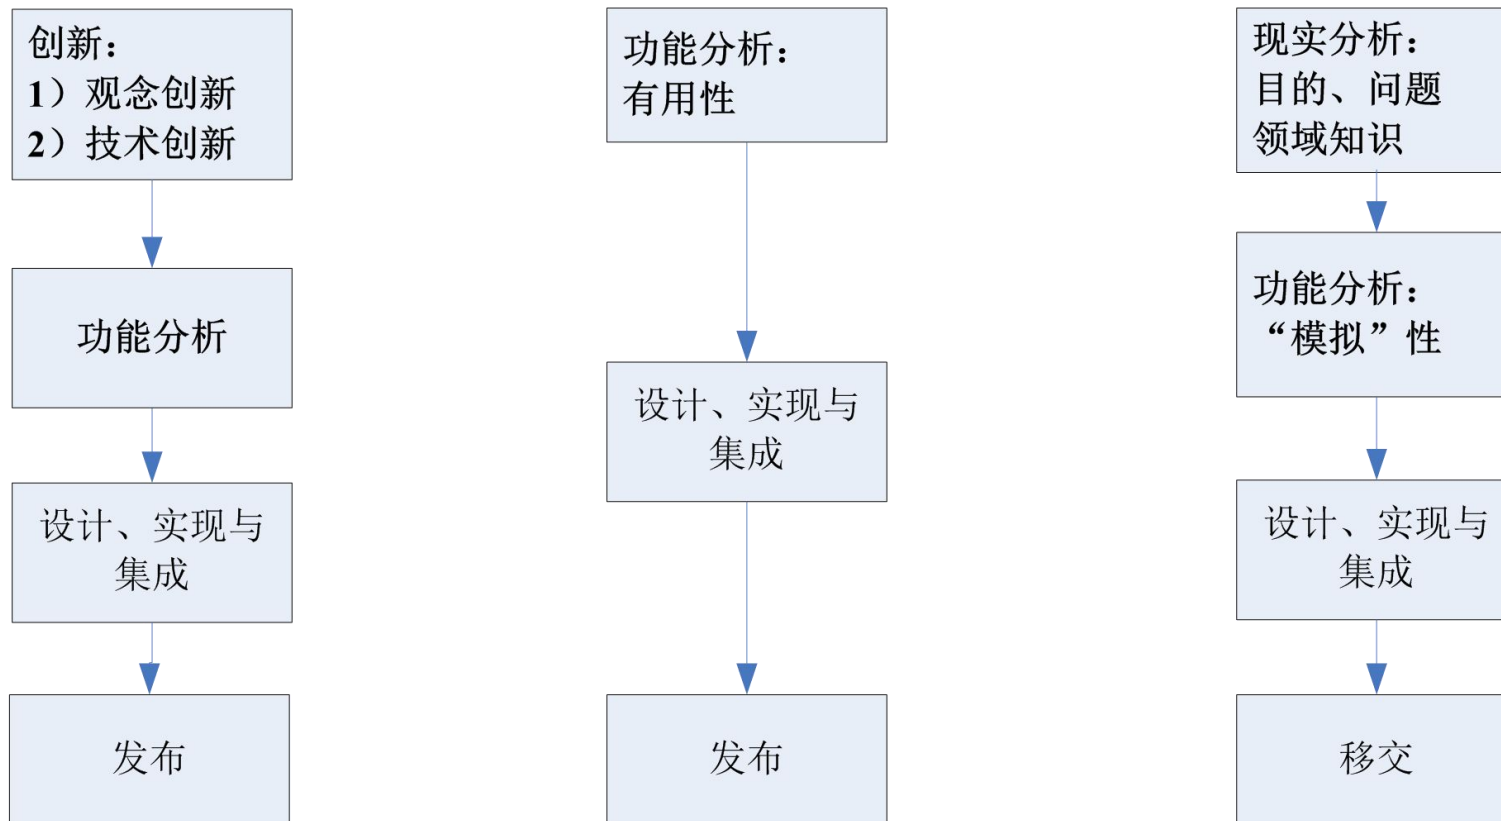 创新：
1）观念创新
2）技术创新
功能分析
设计、实现与
集成
发布
功能分析：
有用性
设计、实现与
集成
发布
现实分析：
目的、问题
领域知识
功能分析：
“模拟”性
设计、实现与
集成
移交